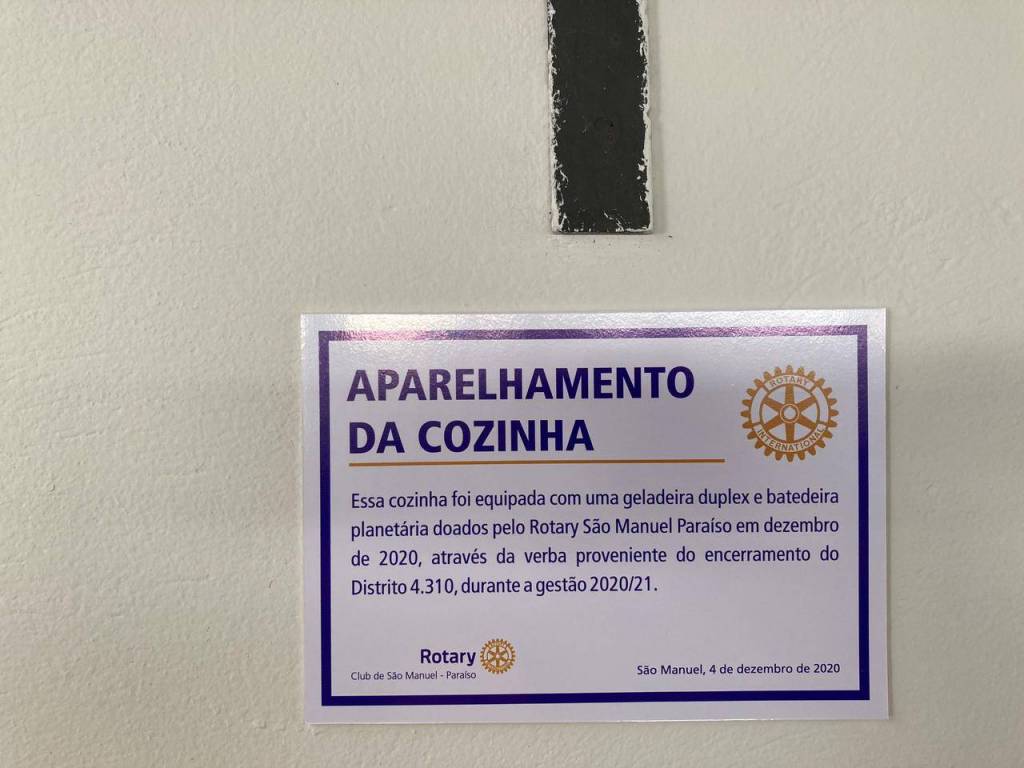 APARELHAMENTO
DA COZINHA
ROTARY
INTERNATIONAL
Essa cozinha foi equipada com uma geladeira duplex e batedeira
planetária doados pelo Rotary São Manuel Paraíso em dezembro
de 2020, através da verba proveniente do encerramento do
Distrito 4.310, durante a gestão 2020/21.
Rotary
Club de São Manuel - Paraíso
São Manuel, 4 de dezembro de 2020